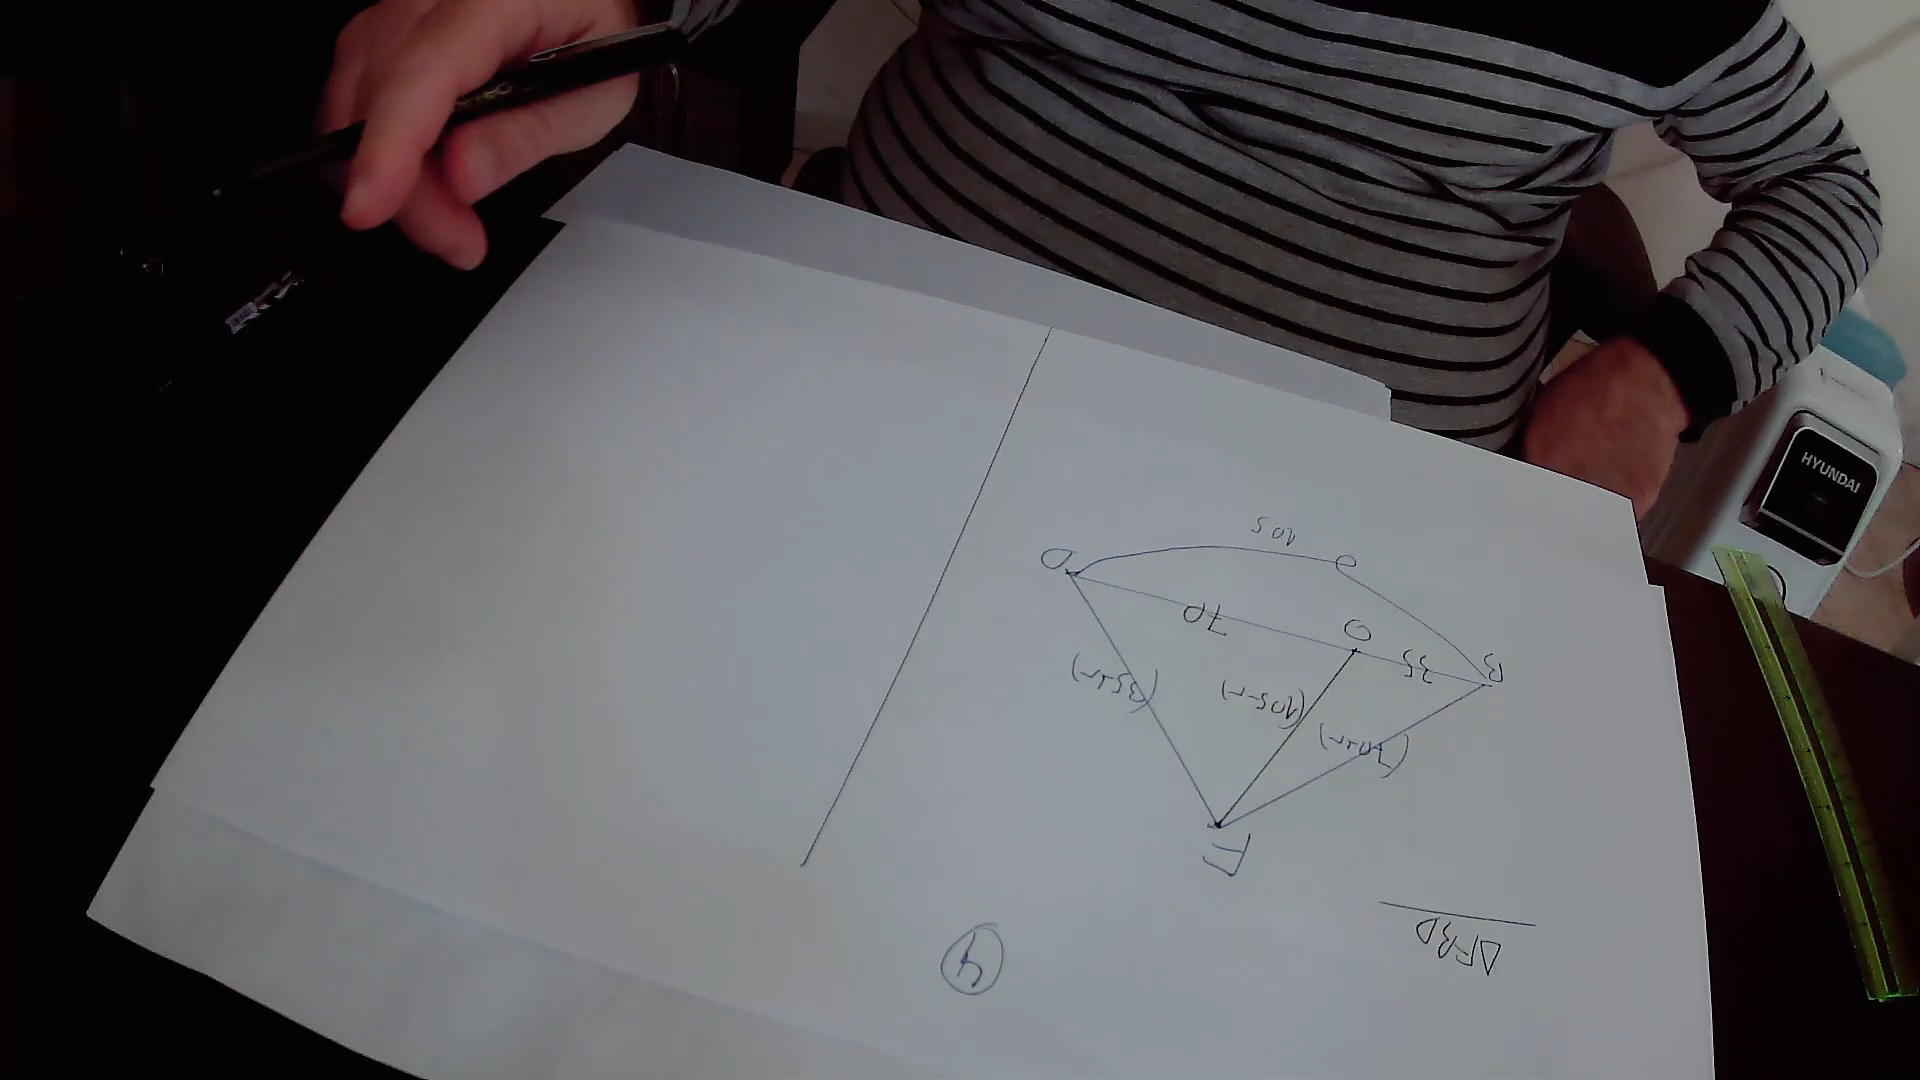 ΔFBD
4
F
(70+r)
(105-r)
(35+r)
B
35
O
70
D
C
105
HYUNDAI